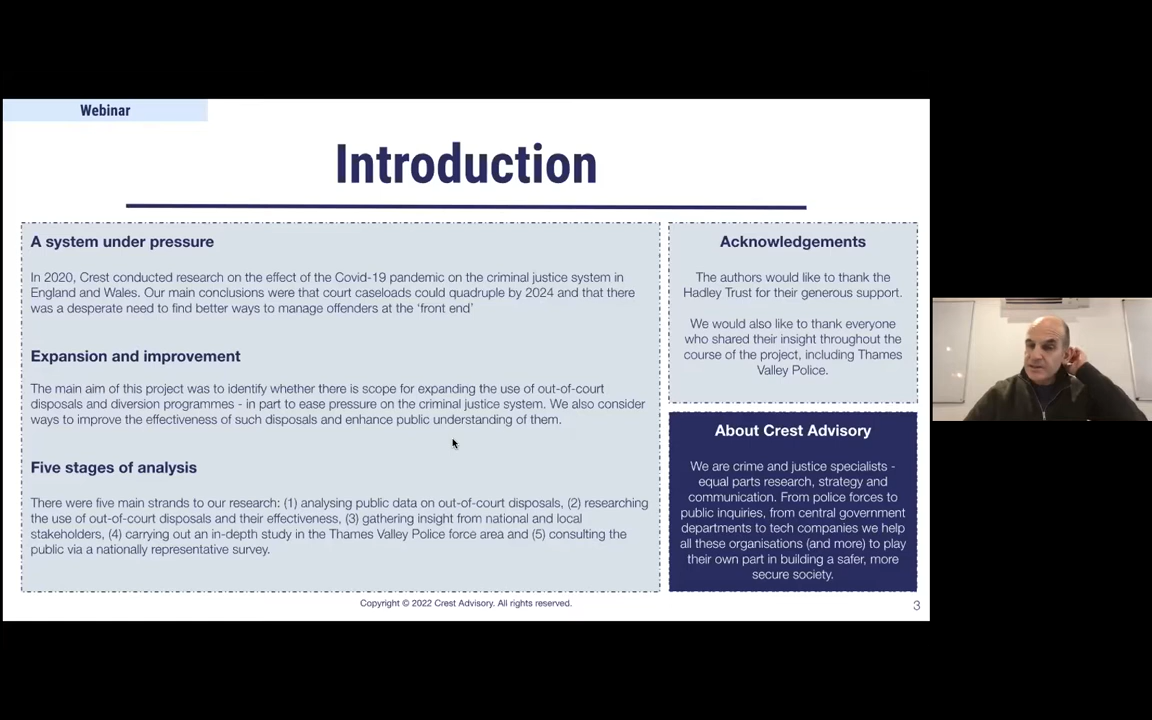 Webinar
Introduction
A system under pressure
In 2020, Crest conducted research on the effect of the Covid-19 pandemic on the criminal justice system in
England and Wales. Our main conclusions were that court caseloads could quadruple by 2024 and that there
was a desperate need to find better ways to manage offenders at the ‘front end’
Expansion and improvement
The main aim of this project was to identify whether there is scope for expanding the use of out-of-court
disposals and diversion programmes - in part to ease pressure on the criminal justice system. We also consider
ways to improve the effectiveness of such disposals and enhance public understanding of them.
Five stages of analysis
There were five main strands to our research: (1) analysing public data on out-of-court disposals, (2) researching
the use of out-of-court disposals and their effectiveness, (3) gathering insight from national and local
stakeholders, (4) carrying out an in-depth study in the Thames Valley Police force area and (5) consulting the
public via a nationally representative survey.
Acknowledgements
The authors would like to thank the
Hadley Trust for their generous support.
We would also like to thank everyone
who shared their insight throughout the
course of the project, including Thames
Valley Police.
About Crest Advisory
We are crime and justice specialists -
equal parts research, strategy and
communication. From police forces to
public inquiries, from central government
departments to tech companies we help
all these organisations (and more) to play
their own part in building a safer, more
secure society.
Copyright © 2022 Crest Advisory. All rights reserved.
3